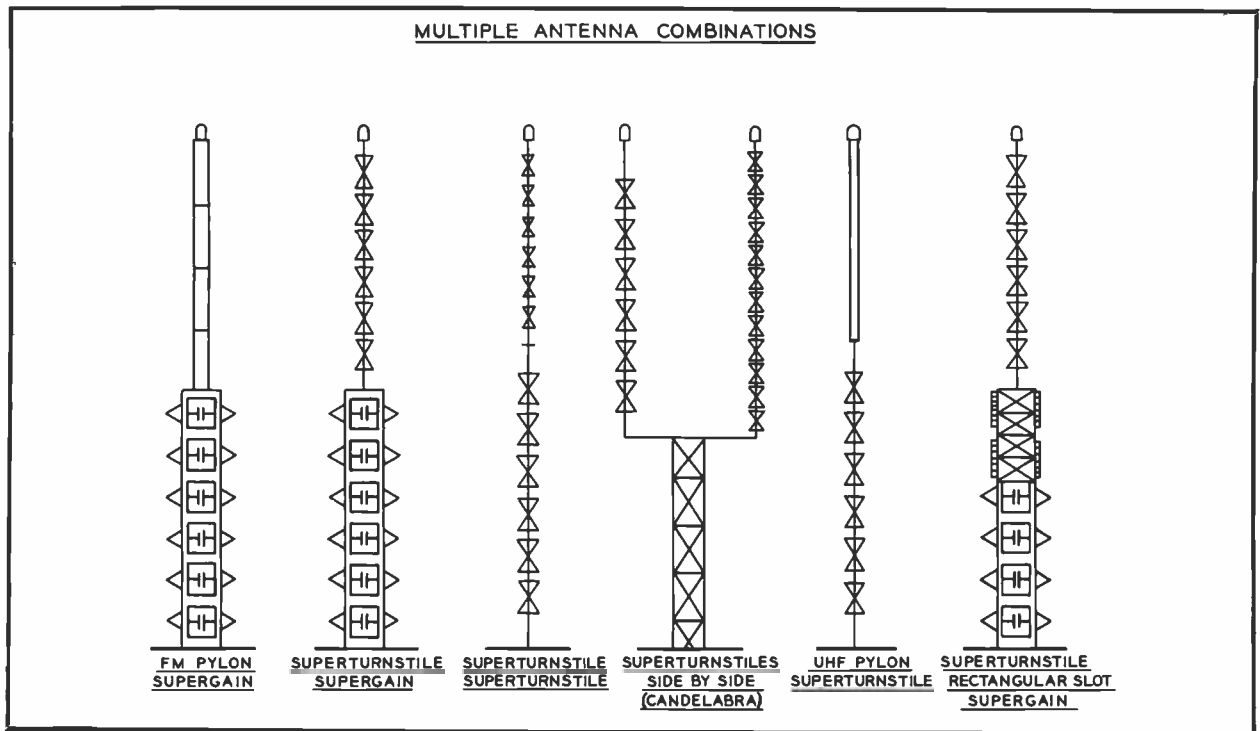 MULTIPLE ANTENNA COMBINATIONS
FM PYLON
SUPERGAIN
SUPERTURNSTILE
SUPERGAIN
SUPERTURNSTILE
SUPERTURNSTILE
SUPERTURNSTILES
SIDE BY SIDE
(CANDELABRA)
UHF PYLON
SUPERTURNSTILE
SUPERTURNSTILE
RECTANGULAR SLOT
SUPERGAIN